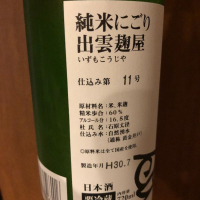 純米にごり
出雲麹屋
いずもこうじや
仕込み第 11号
原材料名：米、米麹
精米歩合：60%
アルコール分：16.8度
杜氏名：石原丈径
仕込み水：自然湧水
製造年月 H30.7
日本酒
要冷蔵